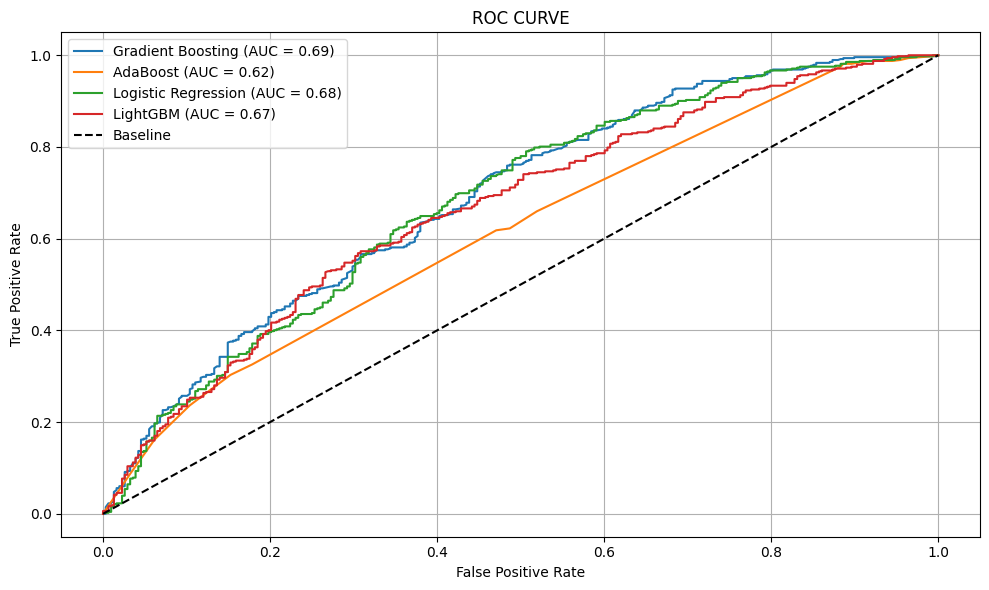 ROC CURVE
Gradient Boosting (AUC = 0.69)
AdaBoost (AUC = 0.62)
Logistic Regression (AUC = 0.68)
LightGBM (AUC = 0.67)
Baseline
True Positive Rate
1.0
0.8
0.6
0.4
0.2
0.0
0.0 0.2 0.4 0.6 0.8 1.0
False Positive Rate